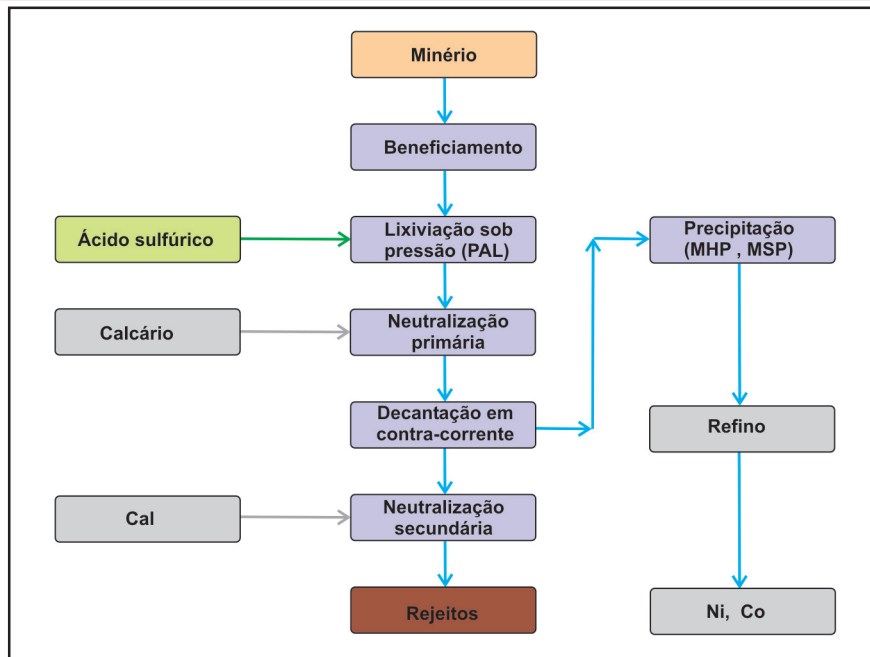 Minério
Beneficiamento
Ácido sulfúrico
Lixiviação sob
pressão (PAL)
Precipitação
(MHP , MSP)
Calcário
Neutralização
primária
Decantação em
contra-corrente
Refino
Cal
Neutralização
secundária
Rejeitos
Ni, Co